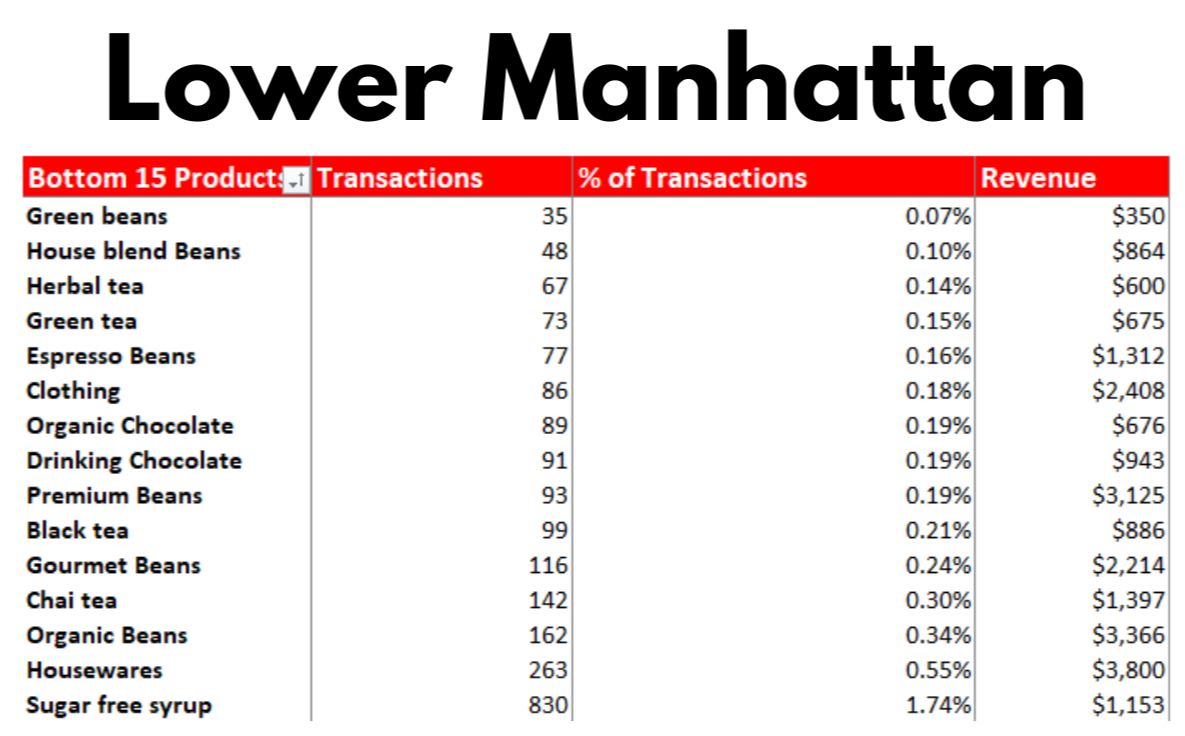 Lower Manhattan
Bottom 15 Products Transactions % of Transactions Revenue
Green beans 35 0.07% $350
House blend Beans 48 0.10% $864
Herbal tea 67 0.14% $600
Green tea 73 0.15% $675
Espresso Beans 77 0.16% $1,312
Clothing 86 0.18% $2,408
Organic Chocolate 89 0.19% $676
Drinking Chocolate 91 0.19% $943
Premium Beans 93 0.19% $3,125
Black tea 99 0.21% $886
Gourmet Beans 116 0.24% $2,214
Chai tea 142 0.30% $1,397
Organic Beans 162 0.34% $3,366
Housewares 263 0.55% $3,800
Sugar free syrup 830 1.74% $1,153